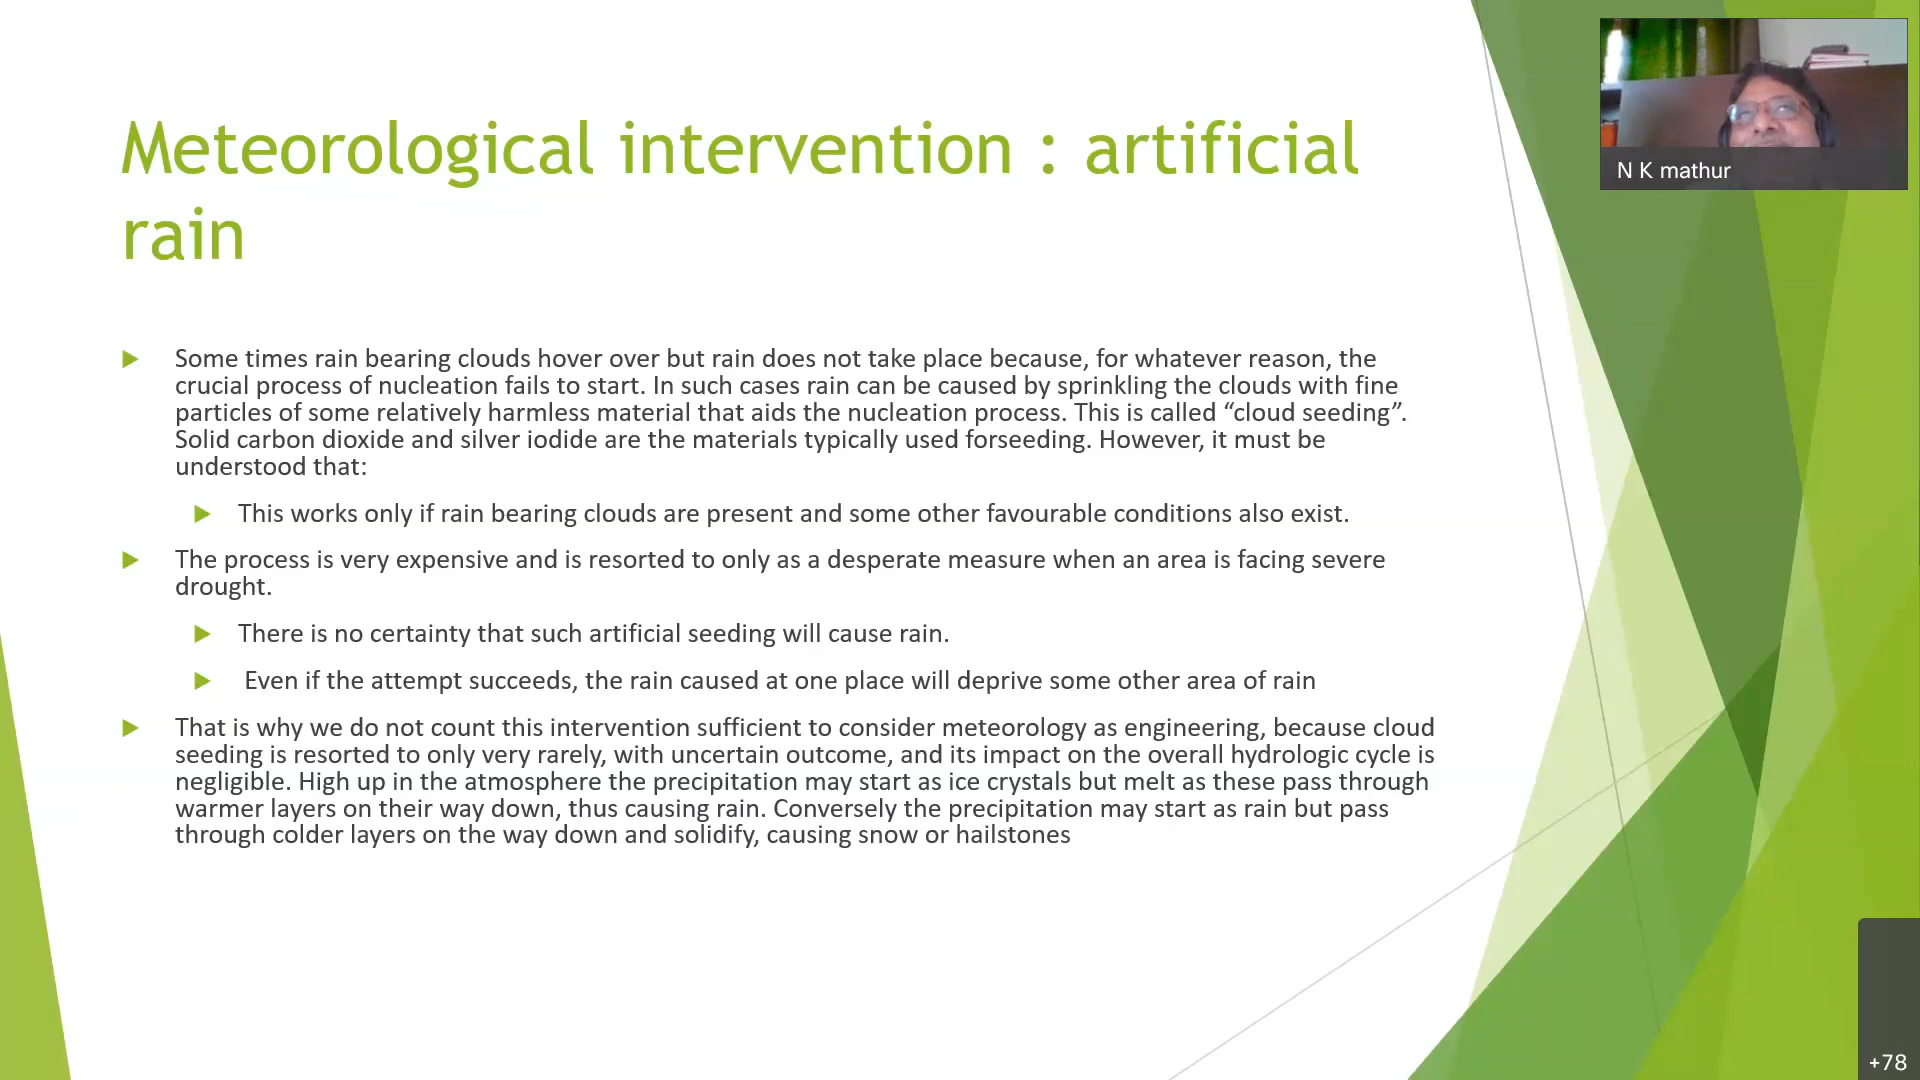 Meteorological intervention : artificial
rain
N K mathur
Some times rain bearing clouds hover over but rain does not take place because, for whatever reason, the
crucial process of nucleation fails to start. In such cases rain can be caused by sprinkling the clouds with fine
particles of some relatively harmless material that aids the nucleation process. This is called “cloud seeding”.
Solid carbon dioxide and silver iodide are the materials typically used forseeding. However, it must be
understood that:
This works only if rain bearing clouds are present and some other favourable conditions also exist.
The process is very expensive and is resorted to only as a desperate measure when an area is facing severe
drought.
There is no certainty that such artificial seeding will cause rain.
Even if the attempt succeeds, the rain caused at one place will deprive some other area of rain
That is why we do not count this intervention sufficient to consider meteorology as engineering, because cloud
seeding is resorted to only very rarely, with uncertain outcome, and its impact on the overall hydrologic cycle is
negligible. High up in the atmosphere the precipitation may start as ice crystals but melt as these pass through
warmer layers on their way down, thus causing rain. Conversely the precipitation may start as rain but pass
through colder layers on the way down and solidify, causing snow or hailstones
+78